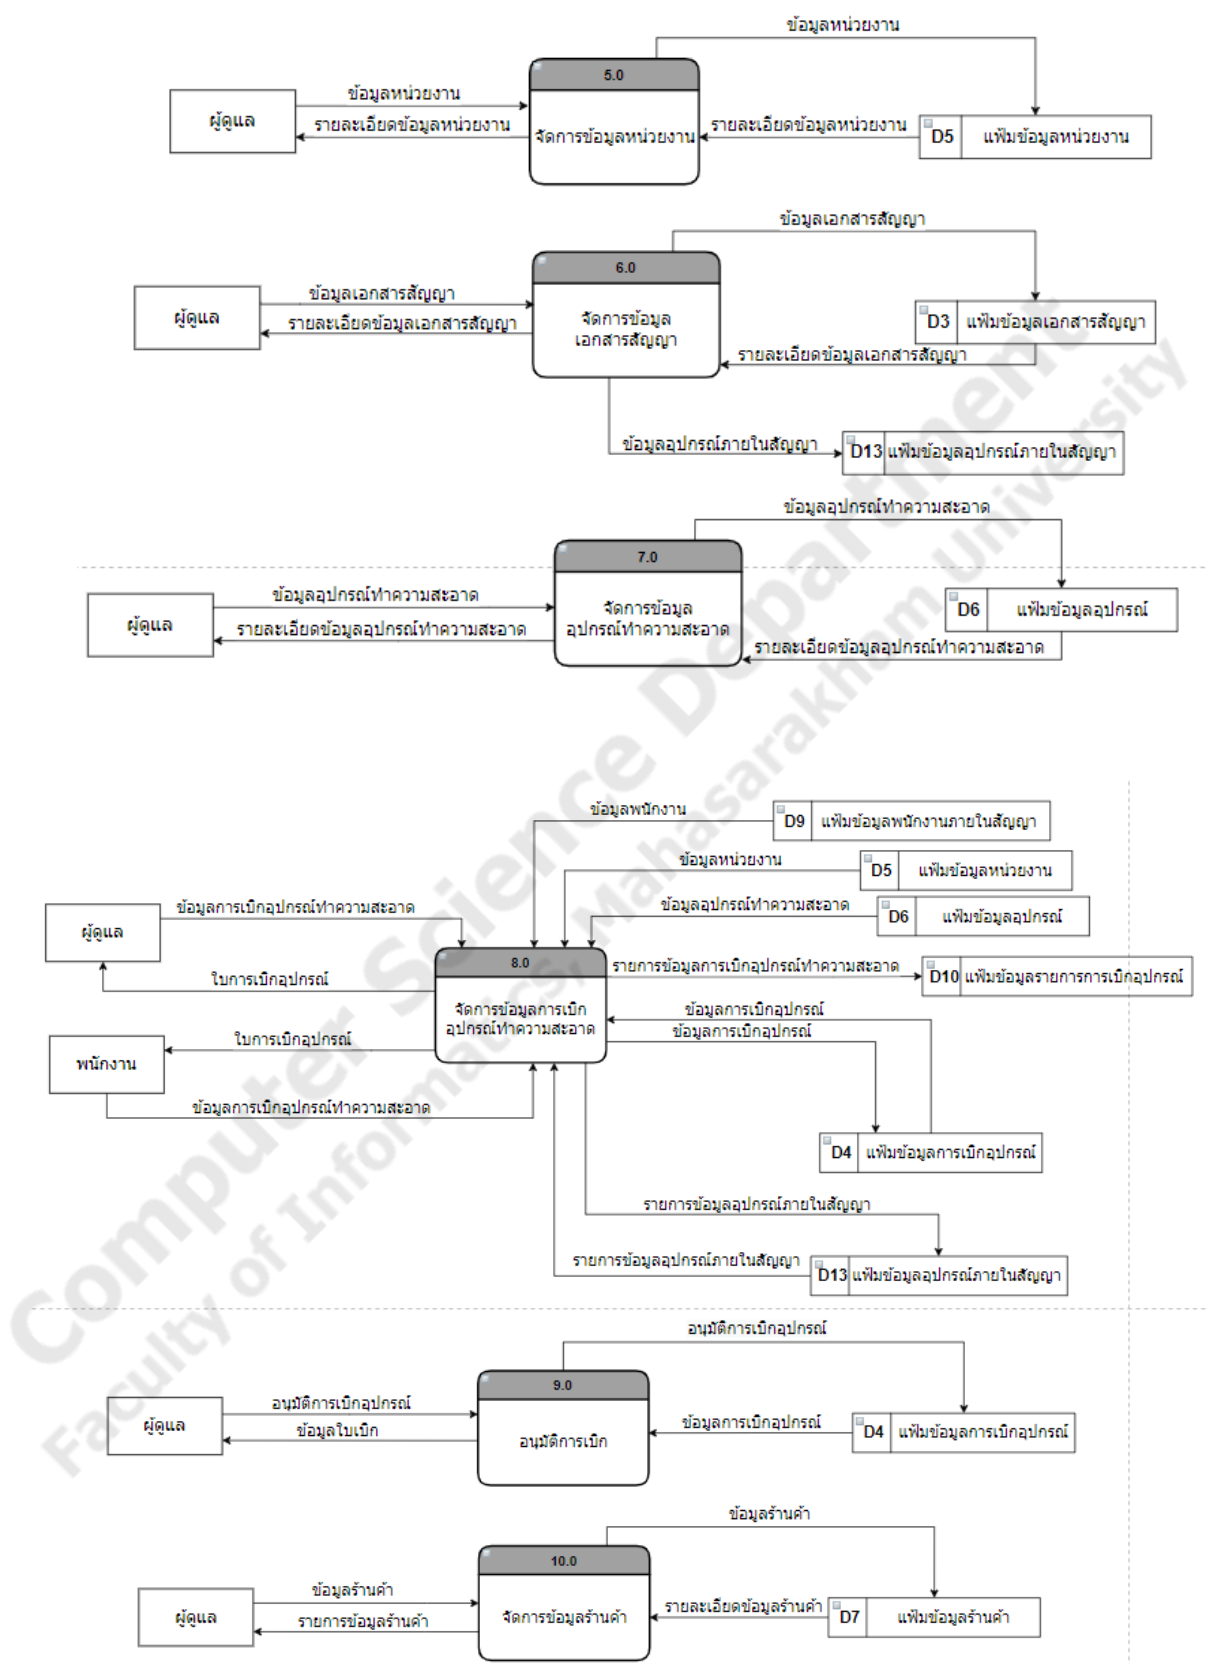 ข้อมูลหน่วยงาน
5.0
ข้อมูลหน่วยงาน
ผู้ดูแล
รายละเอียดข้อมูลหน่วยงาน
จัดการข้อมูลหน่วยงาน
รายละเอียดข้อมูลหน่วยงาน
D5 แฟ้มข้อมูลหน่วยงาน
ข้อมูลเอกสารสัญญา
6.0
ข้อมูลเอกสารสัญญา
ผู้ดูแล
รายละเอียดข้อมูลเอกสารสัญญา
จัดการข้อมูล
เอกสารสัญญา
D3 แฟ้มข้อมูลเอกสารสัญญา
รายละเอียดข้อมูลเอกสารสัญญา
ข้อมูลอุปกรณ์ภายในสัญญา
D13 แฟ้มข้อมูลอุปกรณ์ภายในสัญญา
ข้อมูลอุปกรณ์ทำความสะอาด
7.0
ข้อมูลอุปกรณ์ทำความสะอาด
ผู้ดูแล
รายละเอียดข้อมูลอุปกรณ์ทำความสะอาด
จัดการข้อมูล
อุปกรณ์ทำความสะอาด
D6 แฟ้มข้อมูลอุปกรณ์
รายละเอียดข้อมูลอุปกรณ์ทำความสะอาด
ข้อมูลพนักงาน
D9 แฟ้มข้อมูลพนักงานภายในสัญญา
ข้อมูลหน่วยงาน
D5 แฟ้มข้อมูลหน่วยงาน
ข้อมูลการเบิกอุปกรณ์ทำความสะอาด
ข้อมูลอุปกรณ์ทำความสะอาด
D6 แฟ้มข้อมูลอุปกรณ์
ผู้ดูแล
8.0
รายการข้อมูลการเบิกอุปกรณ์ทำความสะอาด
D10 แฟ้มข้อมูลรายการการเบิกอุปกรณ์
ใบการเบิกอุปกรณ์
จัดการข้อมูลการเบิก
อุปกรณ์ทำความสะอาด
ข้อมูลการเบิกอุปกรณ์
ข้อมูลการเบิกอุปกรณ์
ใบการเบิกอุปกรณ์
พนักงาน
ข้อมูลการเบิกอุปกรณ์ทำความสะอาด
D4 แฟ้มข้อมูลการเบิกอุปกรณ์
รายการข้อมูลอุปกรณ์ภายในสัญญา
รายการข้อมูลอุปกรณ์ภายในสัญญา
D13 แฟ้มข้อมูลอุปกรณ์ภายในสัญญา
อนุมัติการเบิกอุปกรณ์
9.0
อนุมัติการเบิกอุปกรณ์
ผู้ดูแล
ข้อมูลใบเบิก
อนุมัติการเบิก
ข้อมูลการเบิกอุปกรณ์
D4 แฟ้มข้อมูลการเบิกอุปกรณ์
ข้อมูลร้านค้า
10.0
ข้อมูลร้านค้า
ผู้ดูแล
รายการข้อมูลร้านค้า
จัดการข้อมูลร้านค้า
รายละเอียดข้อมูลร้านค้า
D7 แฟ้มข้อมูลร้านค้า
Computer Science Department
Faculty of Informatics, Mahasarakham University